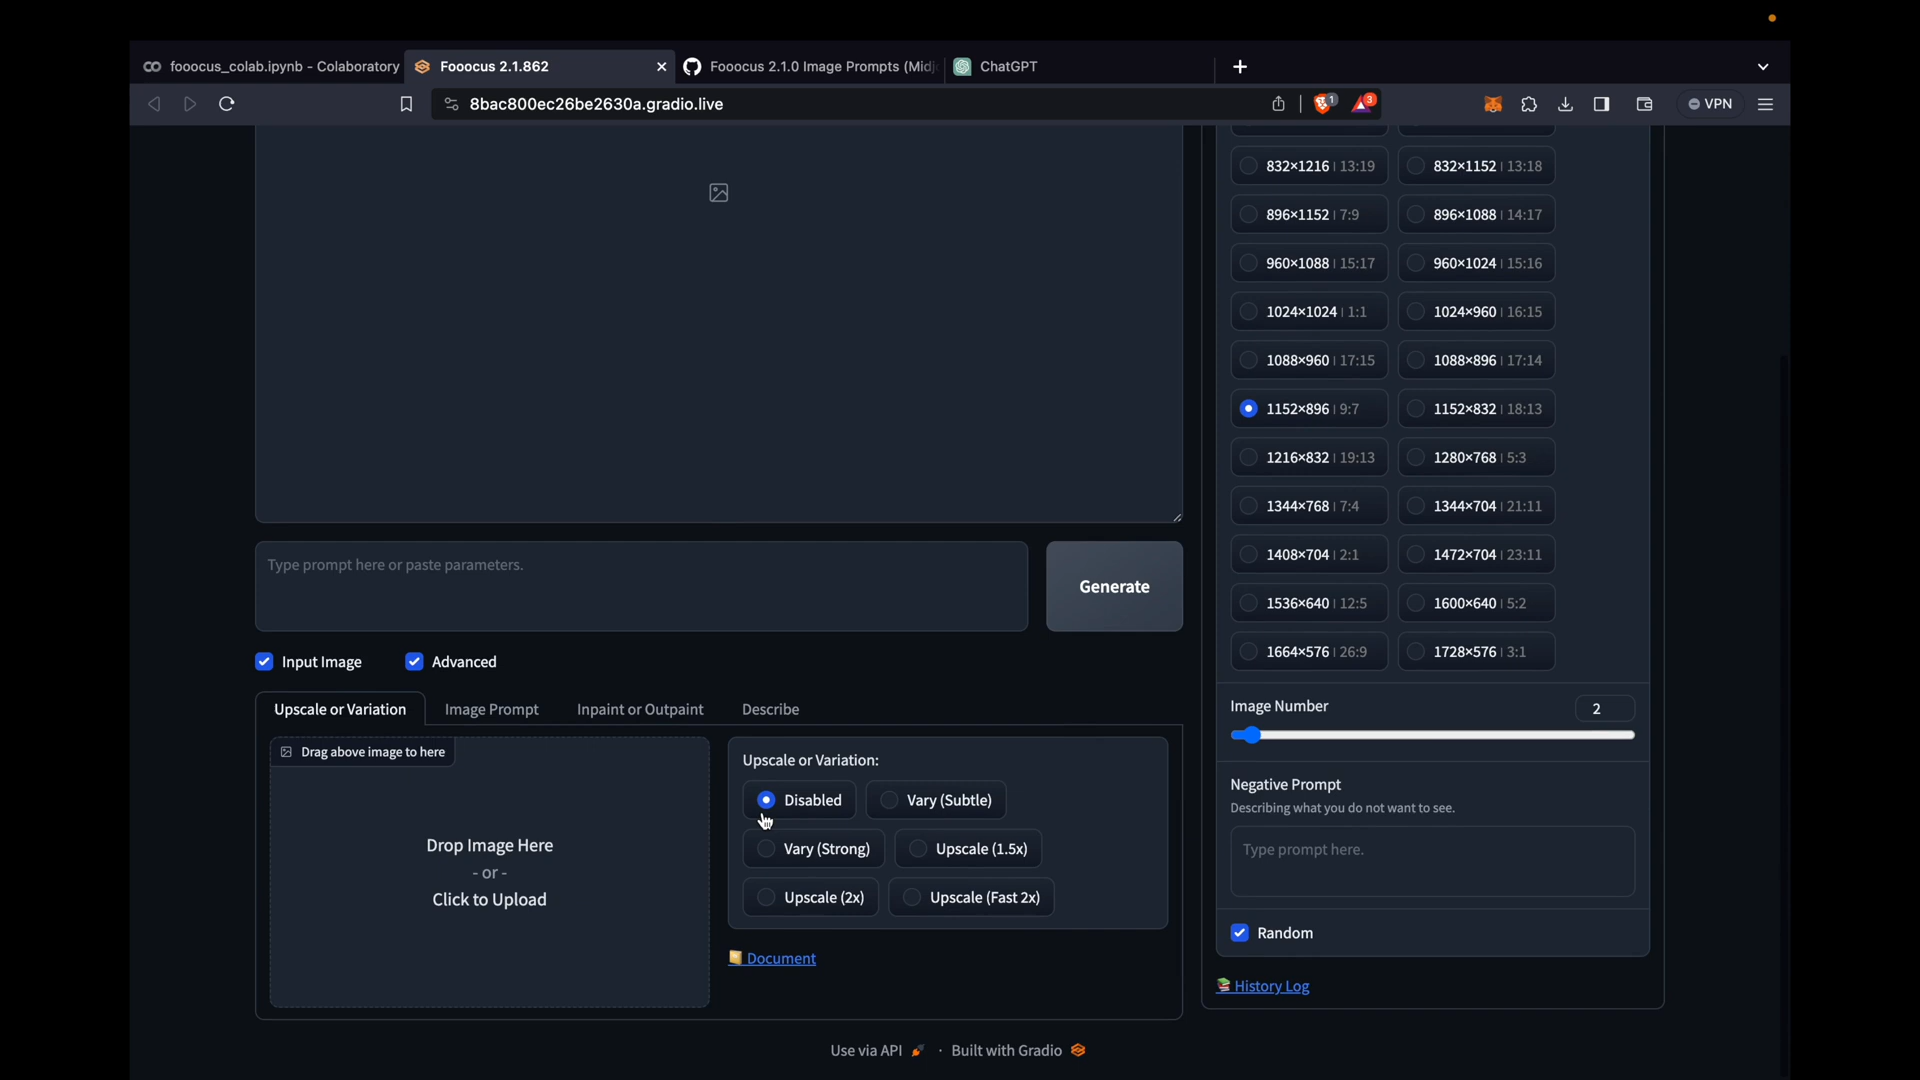 fooocus_colab.ipynb - Colaboratory
Fooocus 2.1.862
Fooocus 2.1.0 Image Prompts (Midj
ChatGPT
8bac800ec26be2630a.gradio.live
1
3
VPN
832×1216 | 13:19
832×1152 | 13:18
896×1152 | 7:9
896×1088 | 14:17
960×1088 | 15:17
960×1024 | 15:16
1024×1024 | 1:1
1024×960 | 16:15
1088×960 | 17:15
1088×896 | 17:14
1152×896 | 9:7
1152×832 | 18:13
1216×832 | 19:13
1280×768 | 5:3
1344×768 | 7:4
1344×704 | 21:11
1408×704 | 2:1
1472×704 | 23:11
1536×640 | 12:5
1600×640 | 5:2
1664×576 | 26:9
1728×576 | 3:1
Type prompt here or paste parameters.
Generate
Input Image
Advanced
Upscale or Variation
Image Prompt
Inpaint or Outpaint
Describe
Drag above image to here
Drop Image Here
- or -
Click to Upload
Upscale or Variation:
Disabled
Vary (Subtle)
Vary (Strong)
Upscale (1.5x)
Upscale (2x)
Upscale (Fast 2x)
Document
Image Number
2
Negative Prompt
Describing what you do not want to see.
Type prompt here.
Random
History Log
Use via API
·
Built with Gradio